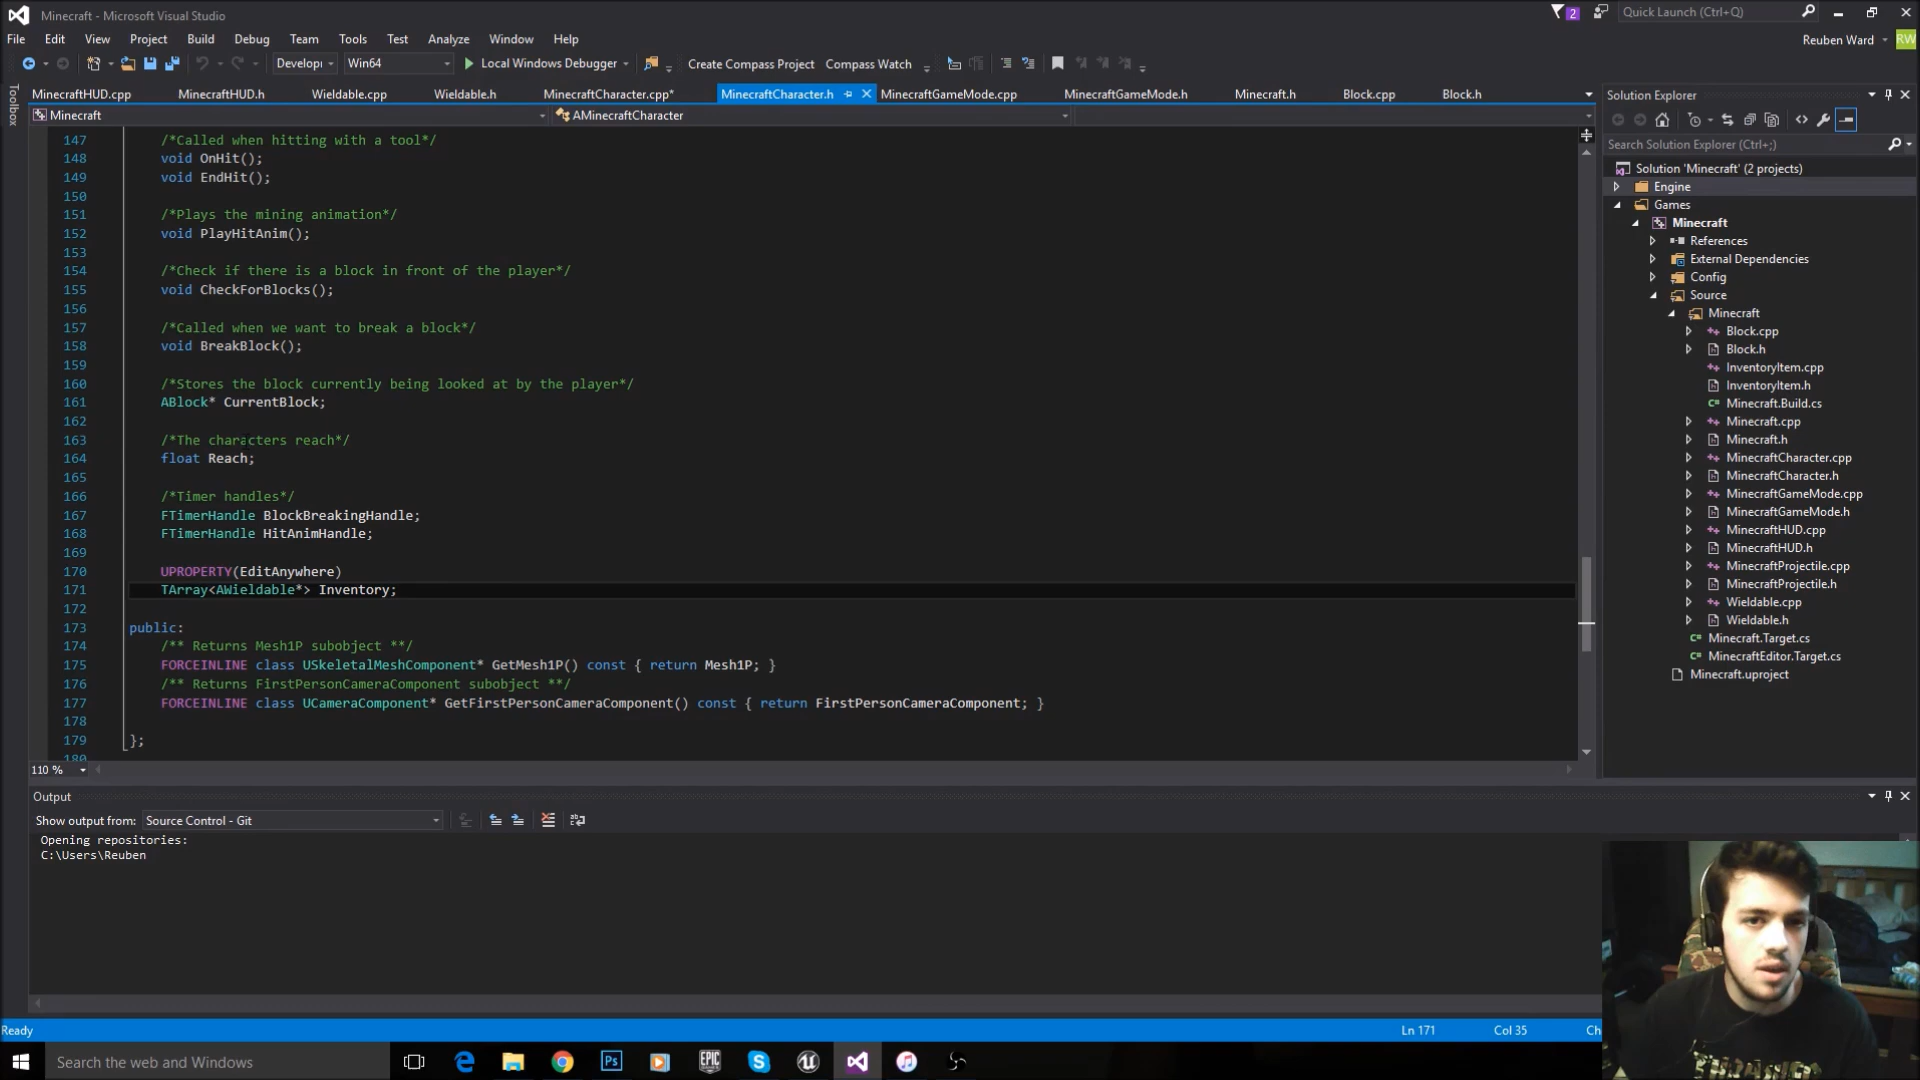 Minecraft - Microsoft Visual Studio
2
Quick Launch (Ctrl+Q)
File Edit View Project Build Debug Team Tools Test Analyze Window Help
Reuben Ward
RW
Develop Win64 Local Windows Debugger Create Compass Project Compass Watch
Toolbox
MinecraftHUD.cpp MinecraftHUD.h Wieldable.cpp Wieldable.h MinecraftCharacter.cpp* MinecraftCharacter.h MinecraftGameMode.cpp MinecraftGameMode.h Minecraft.h Block.cpp Block.h
Minecraft AMinecraftCharacter
147 /*Called when hitting with a tool*/
148 void OnHit();
149 void EndHit();
150
151 /*Plays the mining animation*/
152 void PlayHitAnim();
153
154 /*Check if there is a block in front of the player*/
155 void CheckForBlocks();
156
157 /*Called when we want to break a block*/
158 void BreakBlock();
159
160 /*Stores the block currently being looked at by the player*/
161 ABlock* CurrentBlock;
162
163 /*The characters reach*/
164 float Reach;
165
166 /*Timer handles*/
167 FTimerHandle BlockBreakingHandle;
168 FTimerHandle HitAnimHandle;
169
170 UPROPERTY(EditAnywhere)
171 TArray<AWieldable*> Inventory;
172
173 public:
174 /** Returns Mesh1P subobject **/
175 FORCEINLINE class USkeletalMeshComponent* GetMesh1P() const { return Mesh1P; }
176 /** Returns FirstPersonCameraComponent subobject **/
177 FORCEINLINE class UCameraComponent* GetFirstPersonCameraComponent() const { return FirstPersonCameraComponent; }
178
179 };
180
110 %
Solution Explorer
Search Solution Explorer (Ctrl+;)
Solution 'Minecraft' (2 projects)
Engine
Games
Minecraft
References
External Dependencies
Config
Source
Minecraft
Block.cpp
Block.h
InventoryItem.cpp
InventoryItem.h
Minecraft.Build.cs
Minecraft.cpp
Minecraft.h
MinecraftCharacter.cpp
MinecraftCharacter.h
MinecraftGameMode.cpp
MinecraftGameMode.h
MinecraftHUD.cpp
MinecraftHUD.h
MinecraftProjectile.cpp
MinecraftProjectile.h
Wieldable.cpp
Wieldable.h
Minecraft.Target.cs
MinecraftEditor.Target.cs
Minecraft.uproject
Output
Show output from: Source Control - Git
Opening repositories:
C:\Users\Reuben
Ready Ln 171 Col 35 Ch
Search the web and Windows
Ps
EPIC GAMES
THRASHER